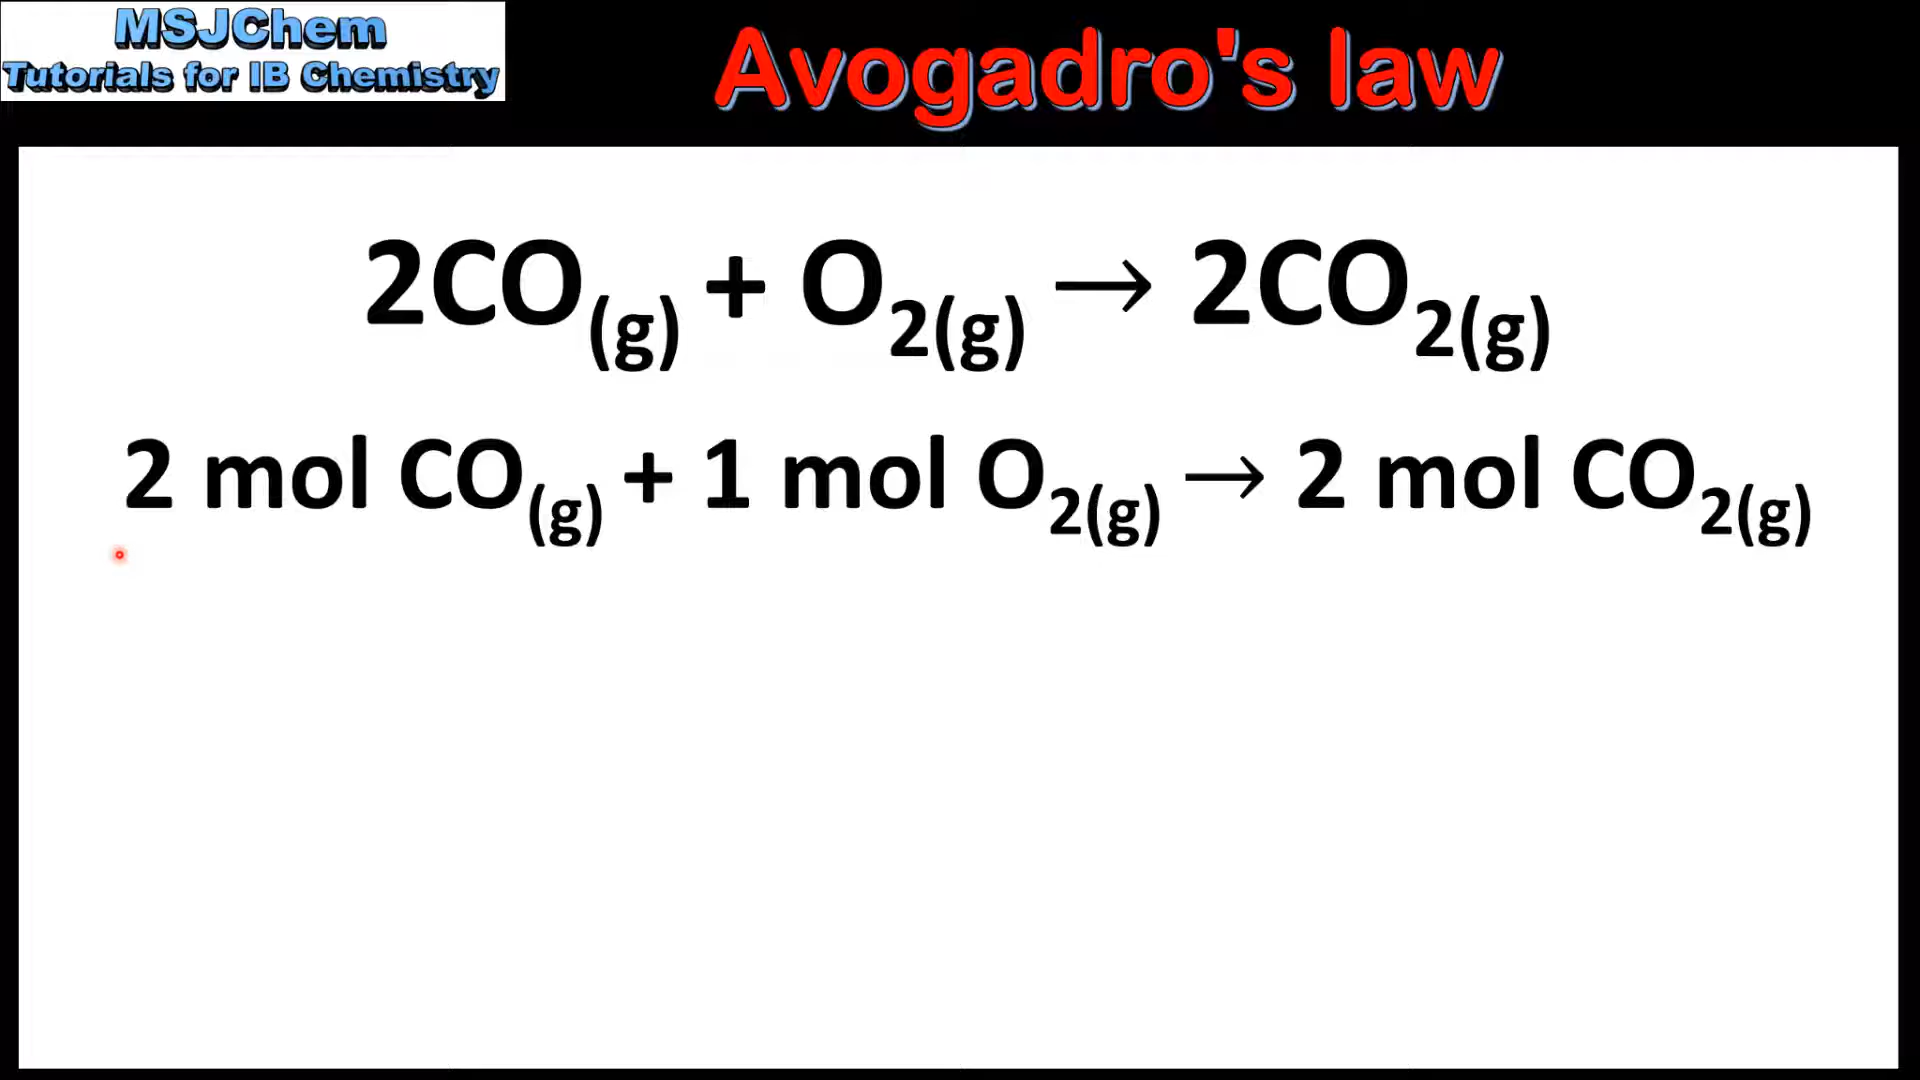 MSJChem
Tutorials for IB Chemistry
Avogadro's law
2CO(g) + O2(g) → 2CO2(g)
2 mol CO(g) + 1 mol O2(g) → 2 mol CO2(g)